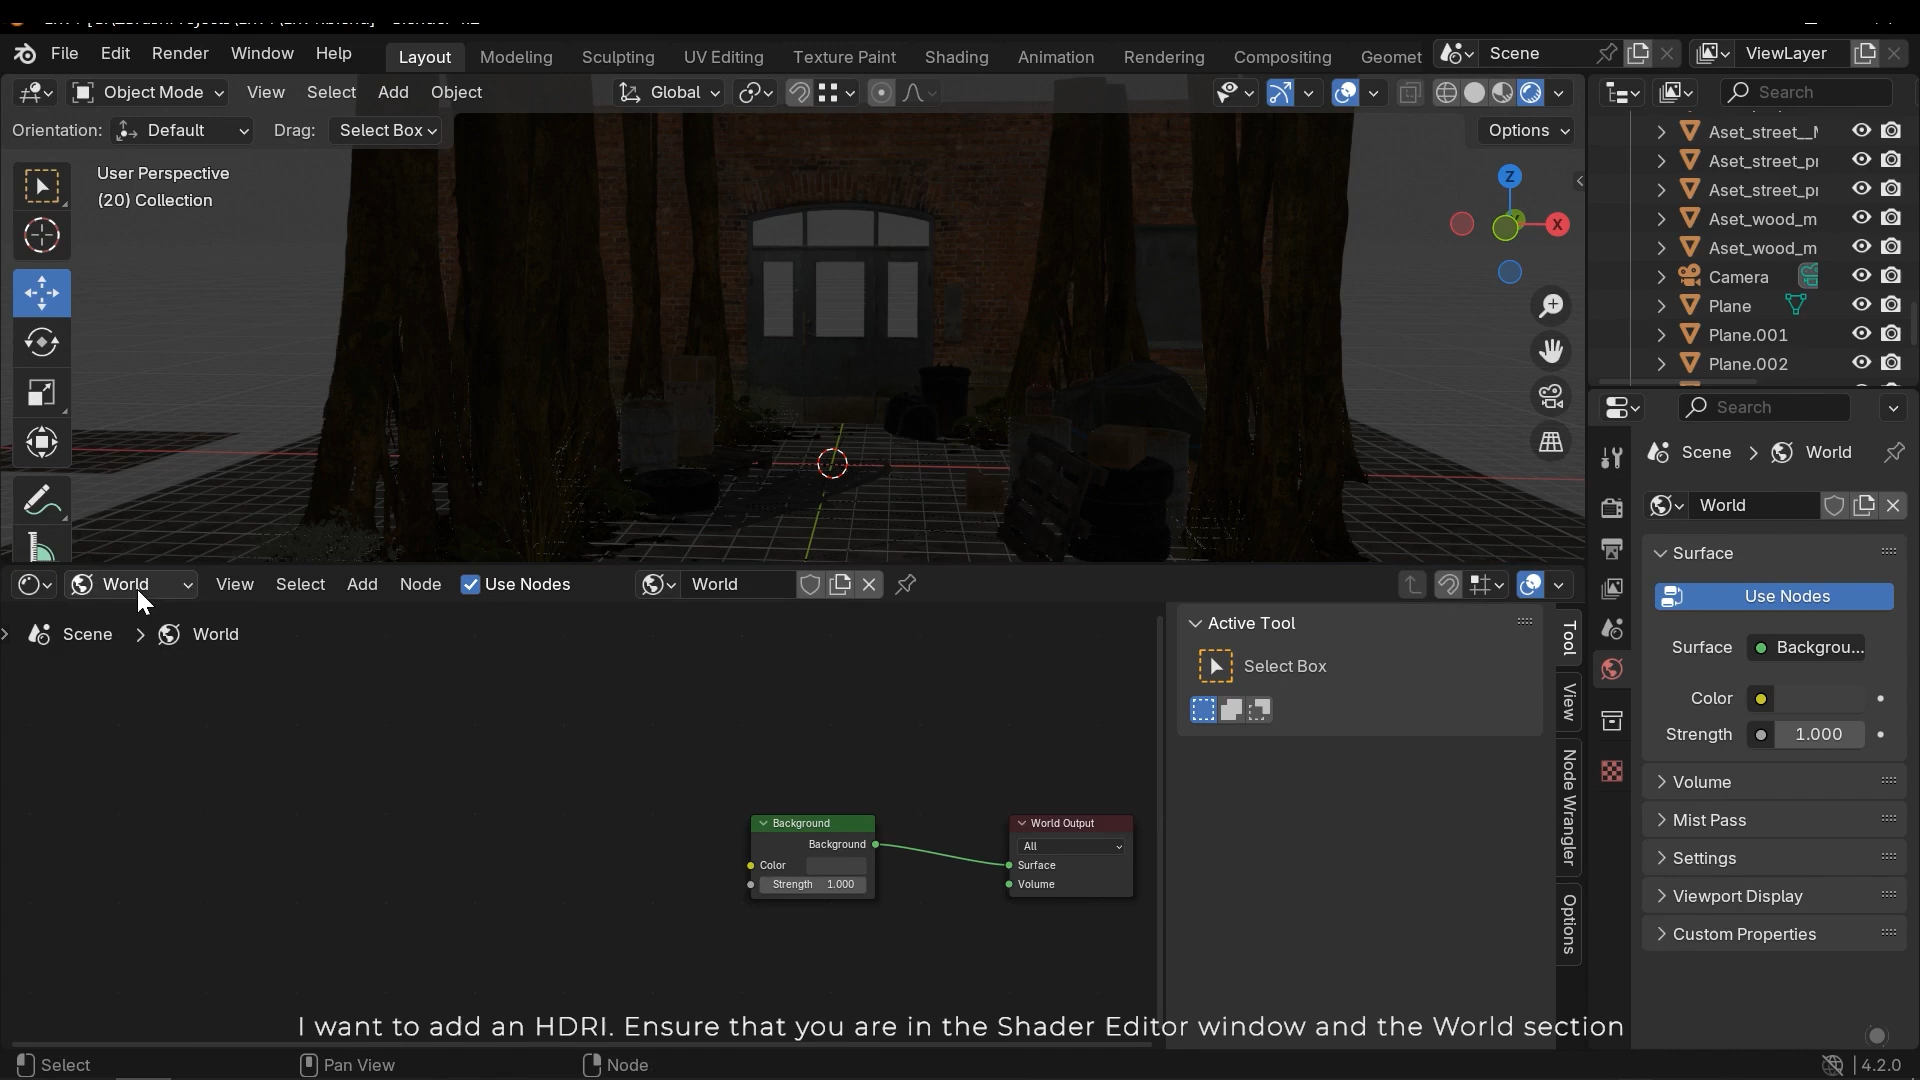 File Edit Render Window Help Layout Modeling Sculpting UV Editing Texture Paint Shading Animation Rendering Compositing Geomet Scene ViewLayer
Object Mode View Select Add Object Global Search
Orientation: Default Drag: Select Box Options
User Perspective
(20) Collection
Z
X
Aset_street_
Aset_street_p
Aset_street_p
Aset_wood_m
Aset_wood_m
Camera
Plane
Plane.001
Plane.002
Search
Scene > World
World
Surface
Use Nodes
Surface Backgrou...
Color
Strength 1.000
Volume
Mist Pass
Settings
Viewport Display
Custom Properties
World View Select Add Node Use Nodes World
Scene > World
Active Tool
Select Box
Tool
View
Node Wrangler
Options
Background
Background
Color
Strength 1.000
World Output
All
Surface
Volume
I want to add an HDRI. Ensure that you are in the Shader Editor window and the World section
Select Pan View Node 4.2.0